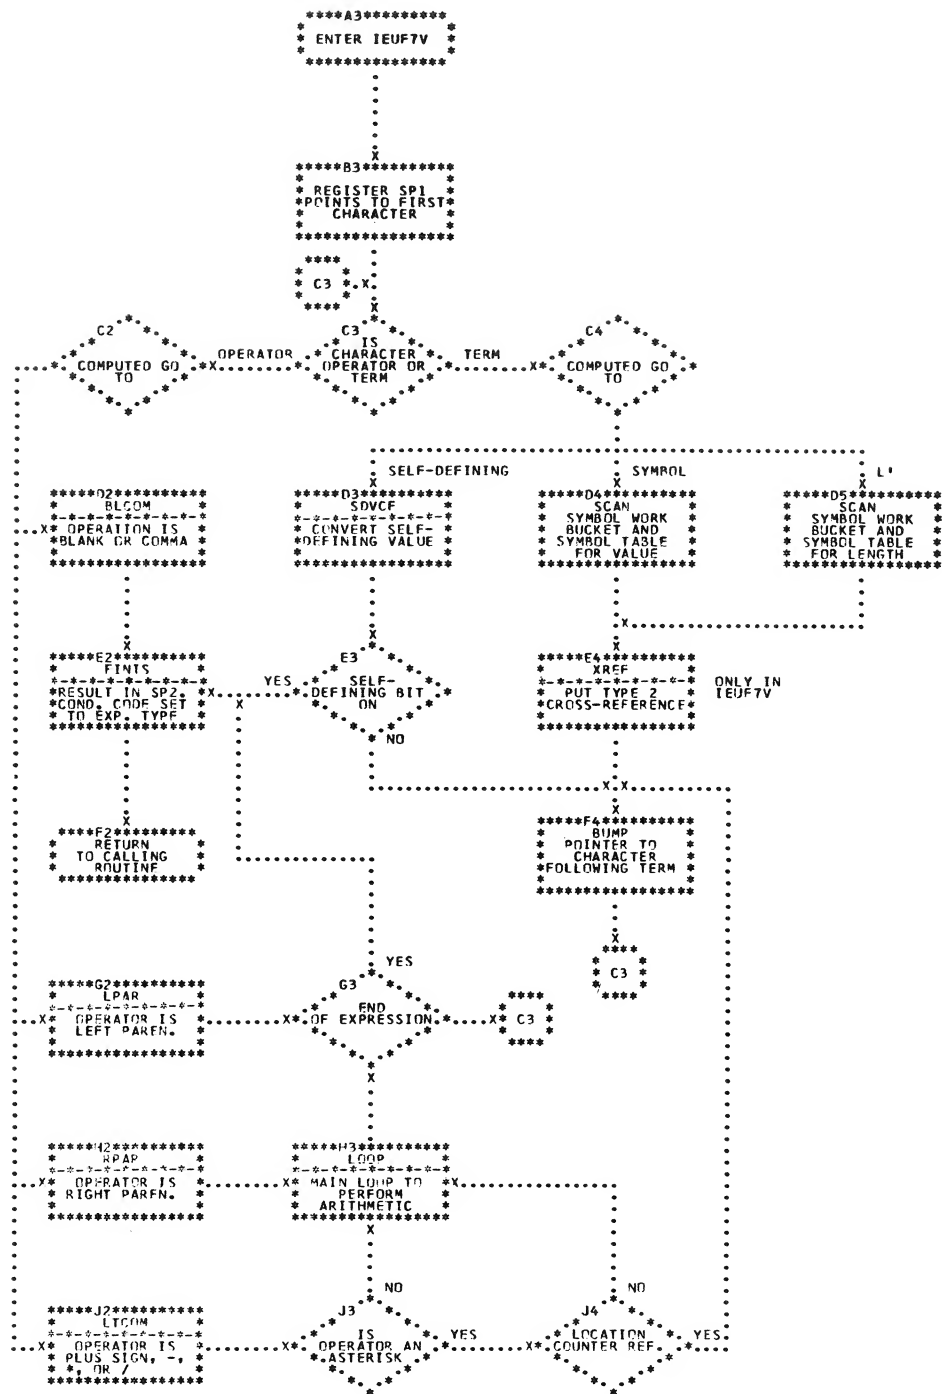 A3
ENTER IEUF7V
B3
REGISTER SP1
POINTS TO FIRST
CHARACTER
C3
C2
COMPUTED GO
TO
OPERATOR
C3
IS
CHARACTER
OPERATOR OR
TERM
TERM
C4
COMPUTED GO
TO
SELF-DEFINING
SYMBOL
L'
D2
BLCOM
OPERATION IS
BLANK OR COMMA
D3
SDVCF
CONVERT SELF-
DEFINING VALUE
D4
SCAN
SYMBOL WORK
BUCKET AND
SYMBOL TABLE
FOR VALUE
D5
SCAN
SYMBOL WORK
BUCKET AND
SYMBOL TABLE
FOR LENGTH
E2
FINIS
RESULT IN SP2.
COND. CODE SET
TO EXP. TYPE
YES
E3
SELF-
DEFINING BIT
ON
NO
E4
XREF
PUT TYPE 2
CROSS-REFERENCE
ONLY IN
IEUF7V
F2
RETURN
TO CALLING
ROUTINE
F4
BUMP
POINTER TO
CHARACTER
FOLLOWING TERM
C3
G2
LPAR
OPERATOR IS
LEFT PAREN.
YES
G3
END
OF EXPRESSION
C3
H2
RPAR
OPERATOR IS
RIGHT PAREN.
H3
LOOP
MAIN LOOP TO
PERFORM
ARITHMETIC
J2
LTCOM
OPERATOR IS
PLUS SIGN, -,
*, OR /
NO
J3
IS
OPERATOR AN
ASTERISK
YES
NO
J4
LOCATION
COUNTER REF.
YES